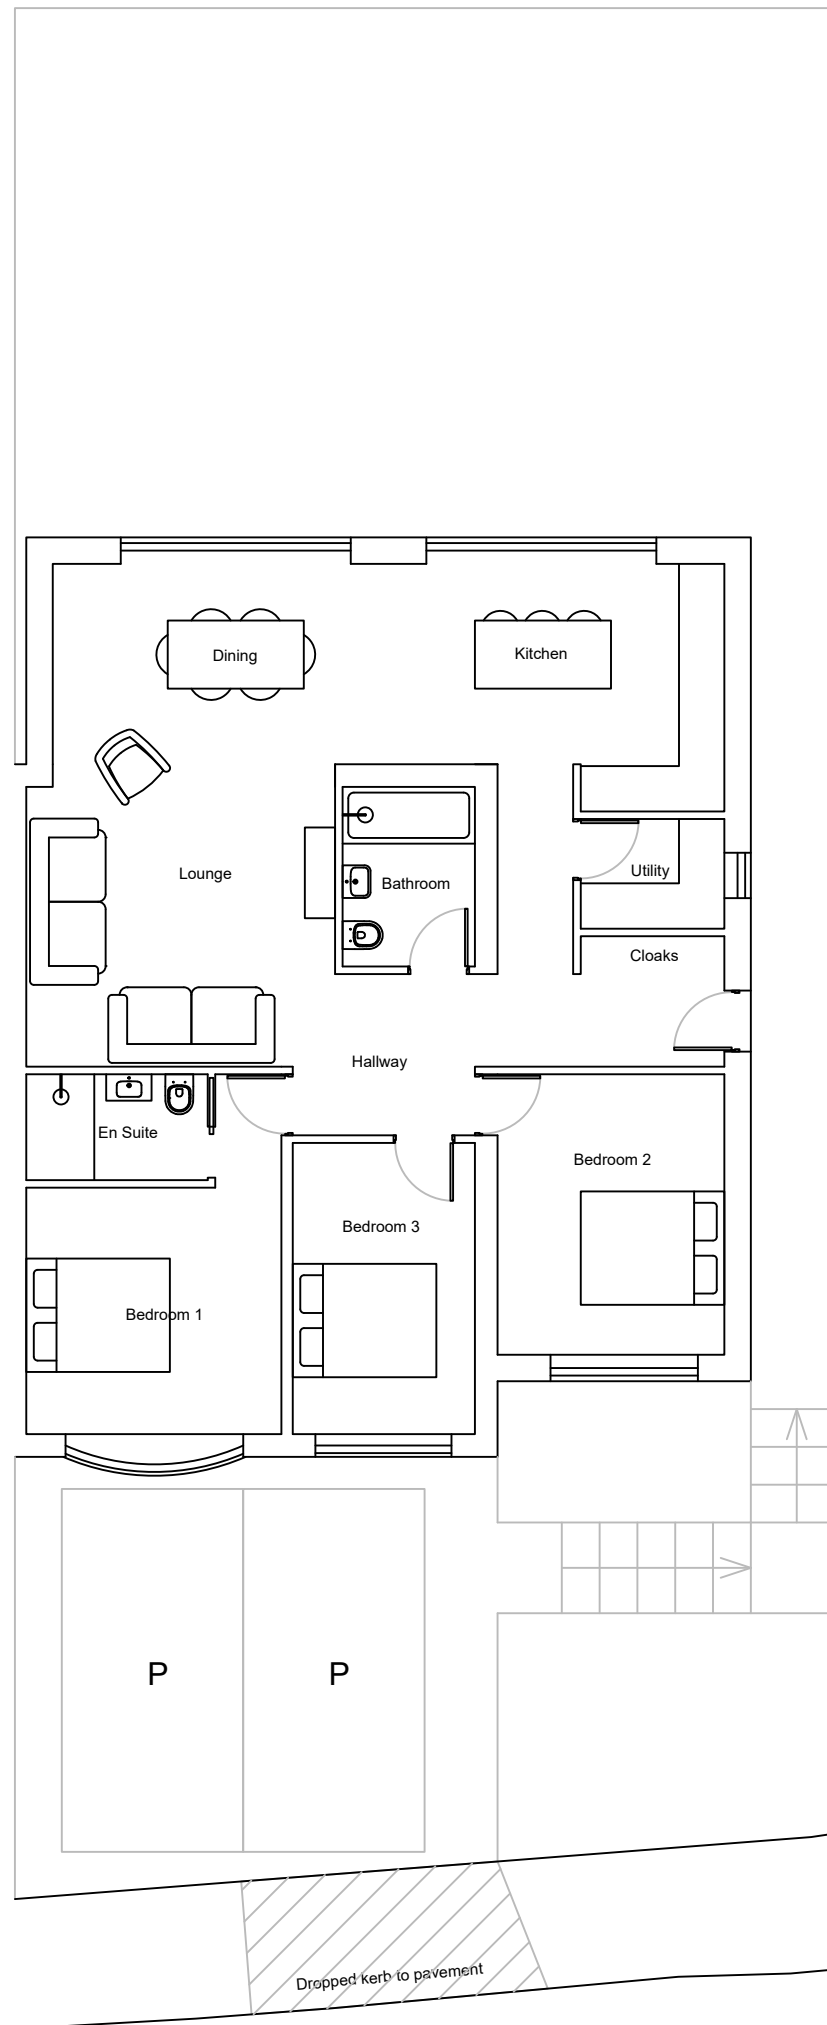 Dining
Kitchen
Lounge
Bathroom
Utility
Cloaks
Hallway
En Suite
Bedroom 2
Bedroom 3
Bedroom 1
P
P
Dropped kerb to pavement